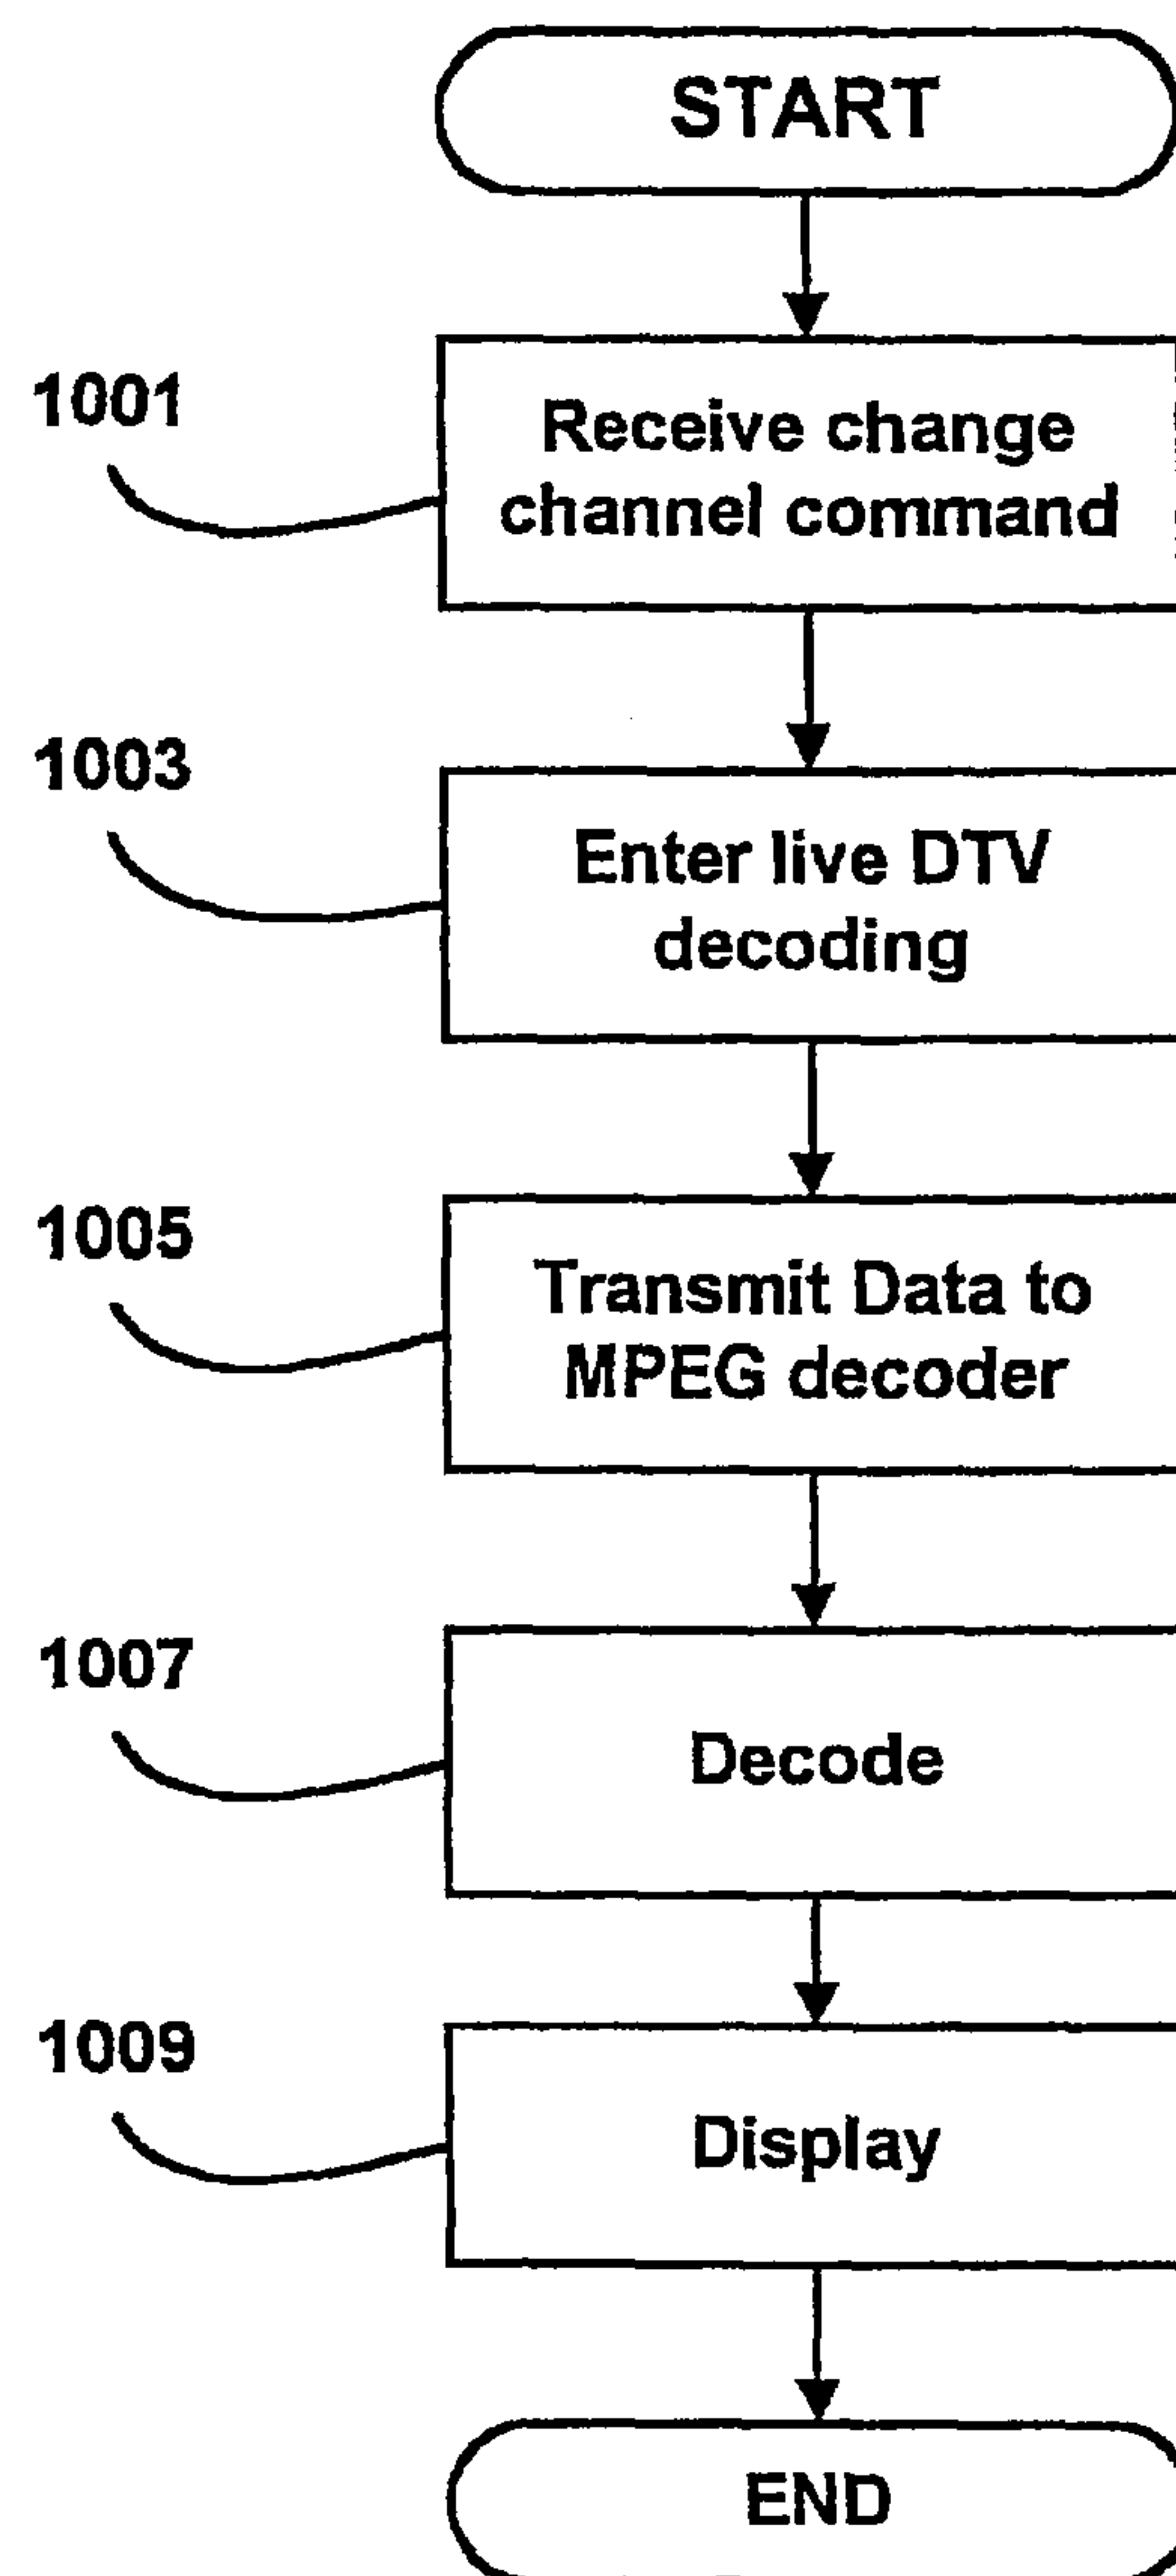 START
1001
Receive change
channel command
1003
Enter live DTV
decoding
1005
Transmit Data to
MPEG decoder
1007
Decode
1009
Display
END